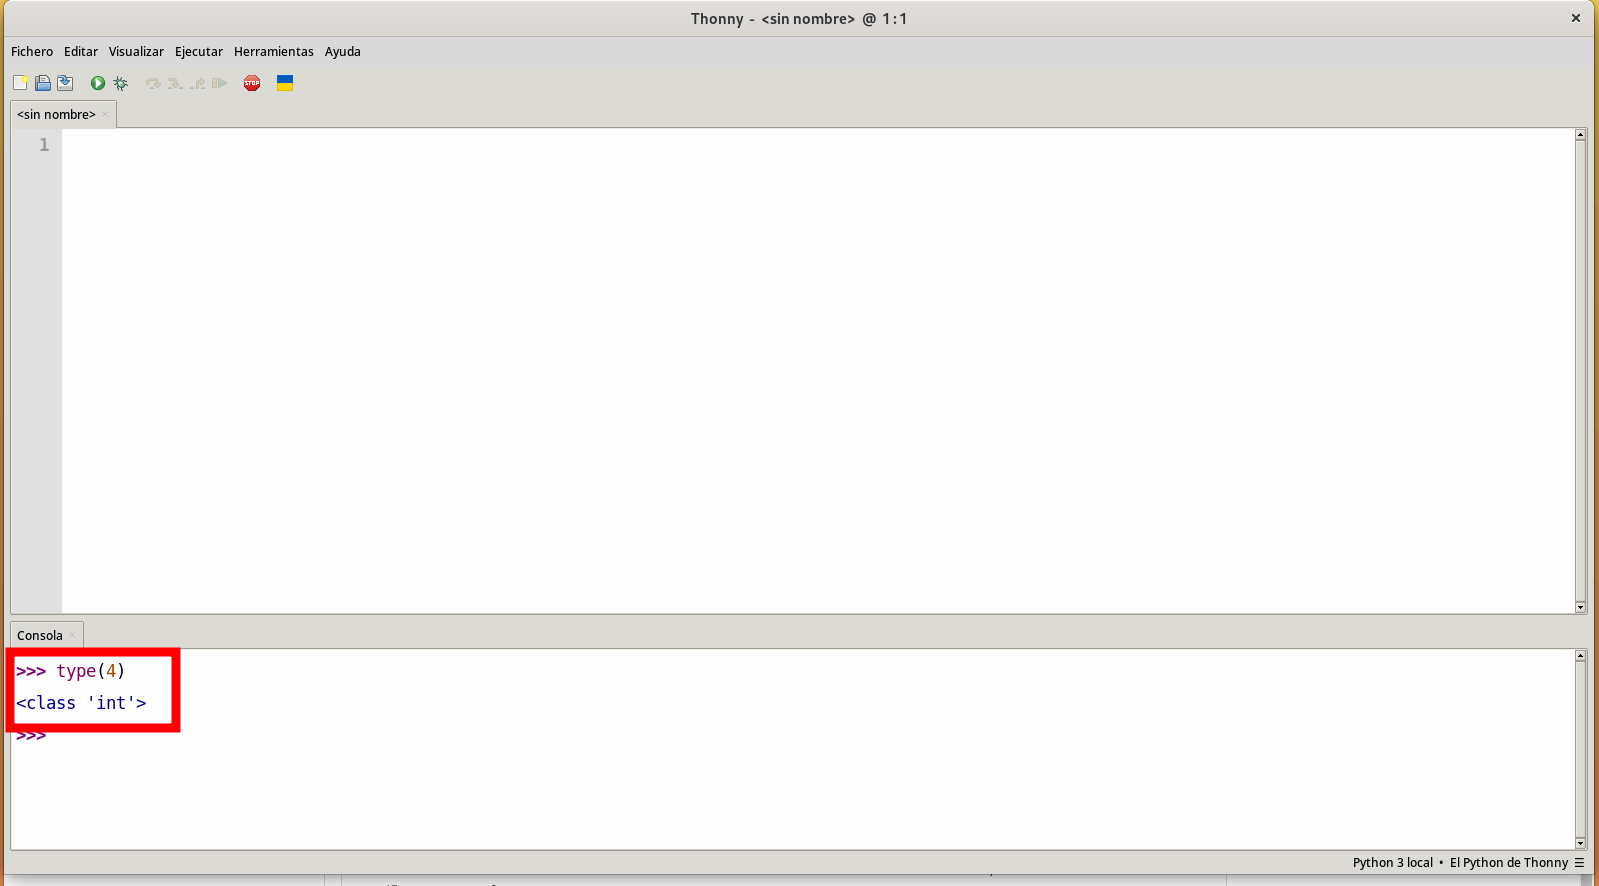 Thonny - <sin nombre> @ 1:1
Fichero Editar Visualizar Ejecutar Herramientas Ayuda
STOP
<sin nombre>
1
Consola
>>> type(4)
<class 'int'>
>>>
Python 3 local • El Python de Thonny ☰